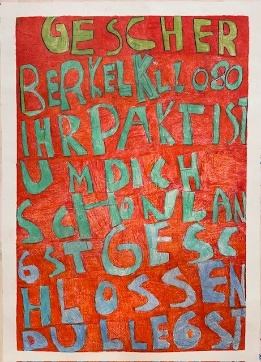 GESCHER
BERKELKL!080
IHRPAKTIST
UMDICH
SCHONLAN
GSTGESC
HLOSSEN
DULLEGST